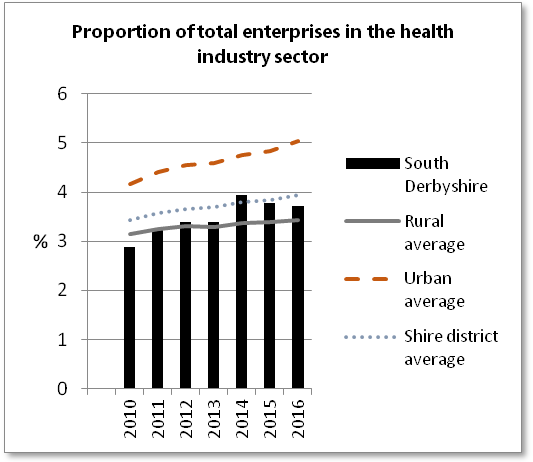 Proportion of total enterprises in the health
industry sector
6
5
4
3
2
1
0
%
2010
2011
2012
2013
2014
2015
2016
South
Derbyshire
Rural
average
Urban
average
Shire district
average